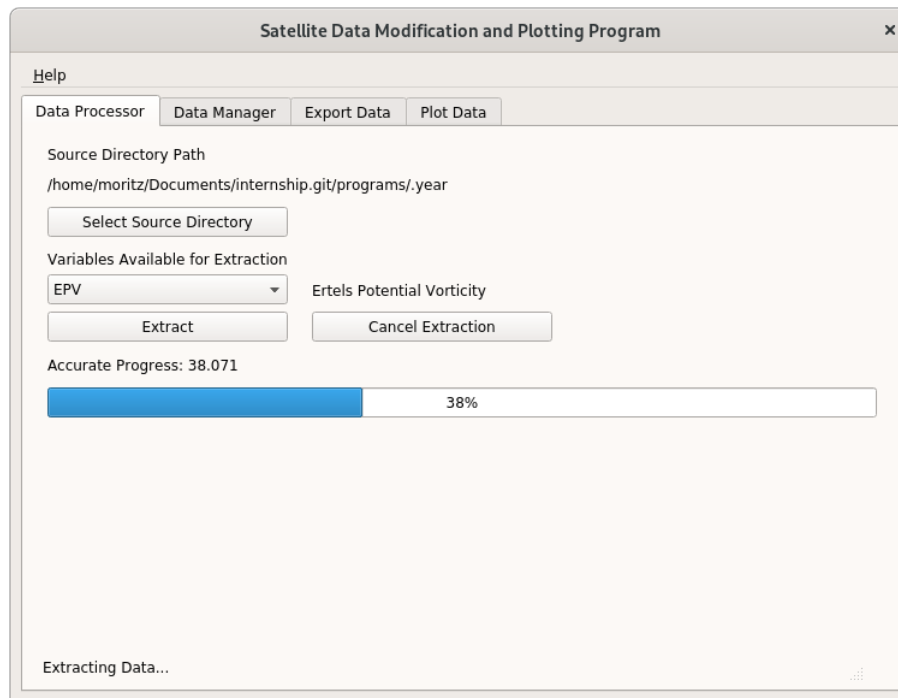 Satellite Data Modification and Plotting Program ×
Help
Data Processor Data Manager Export Data Plot Data
Source Directory Path
/home/moritz/Documents/internship.git/programs/.year
Select Source Directory
Variables Available for Extraction
EPV Ertels Potential Vorticity
Extract Cancel Extraction
Accurate Progress: 38.071
38%
Extracting Data...